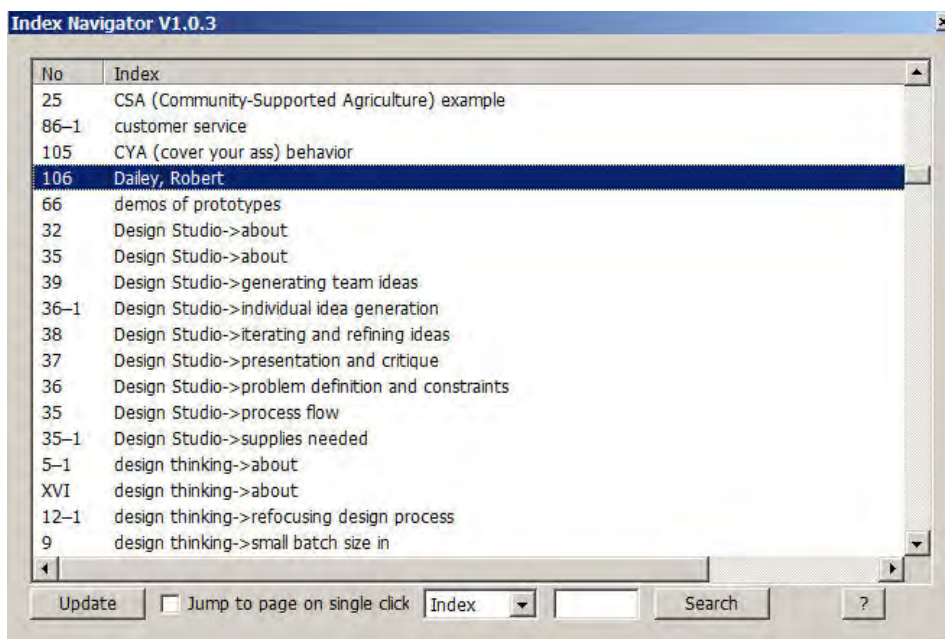 Index Navigator V1.0.3
No Index
25 CSA (Community-Supported Agriculture) example
86–1 customer service
105 CYA (cover your ass) behavior
106 Dailey, Robert
66 demos of prototypes
32 Design Studio->about
35 Design Studio->about
39 Design Studio->generating team ideas
36–1 Design Studio->individual idea generation
38 Design Studio->iterating and refining ideas
37 Design Studio->presentation and critique
36 Design Studio->problem definition and constraints
35 Design Studio->process flow
35–1 Design Studio->supplies needed
5–1 design thinking->about
XVI design thinking->about
12–1 design thinking->refocusing design process
9 design thinking->small batch size in
Update Jump to page on single click Index Search ?